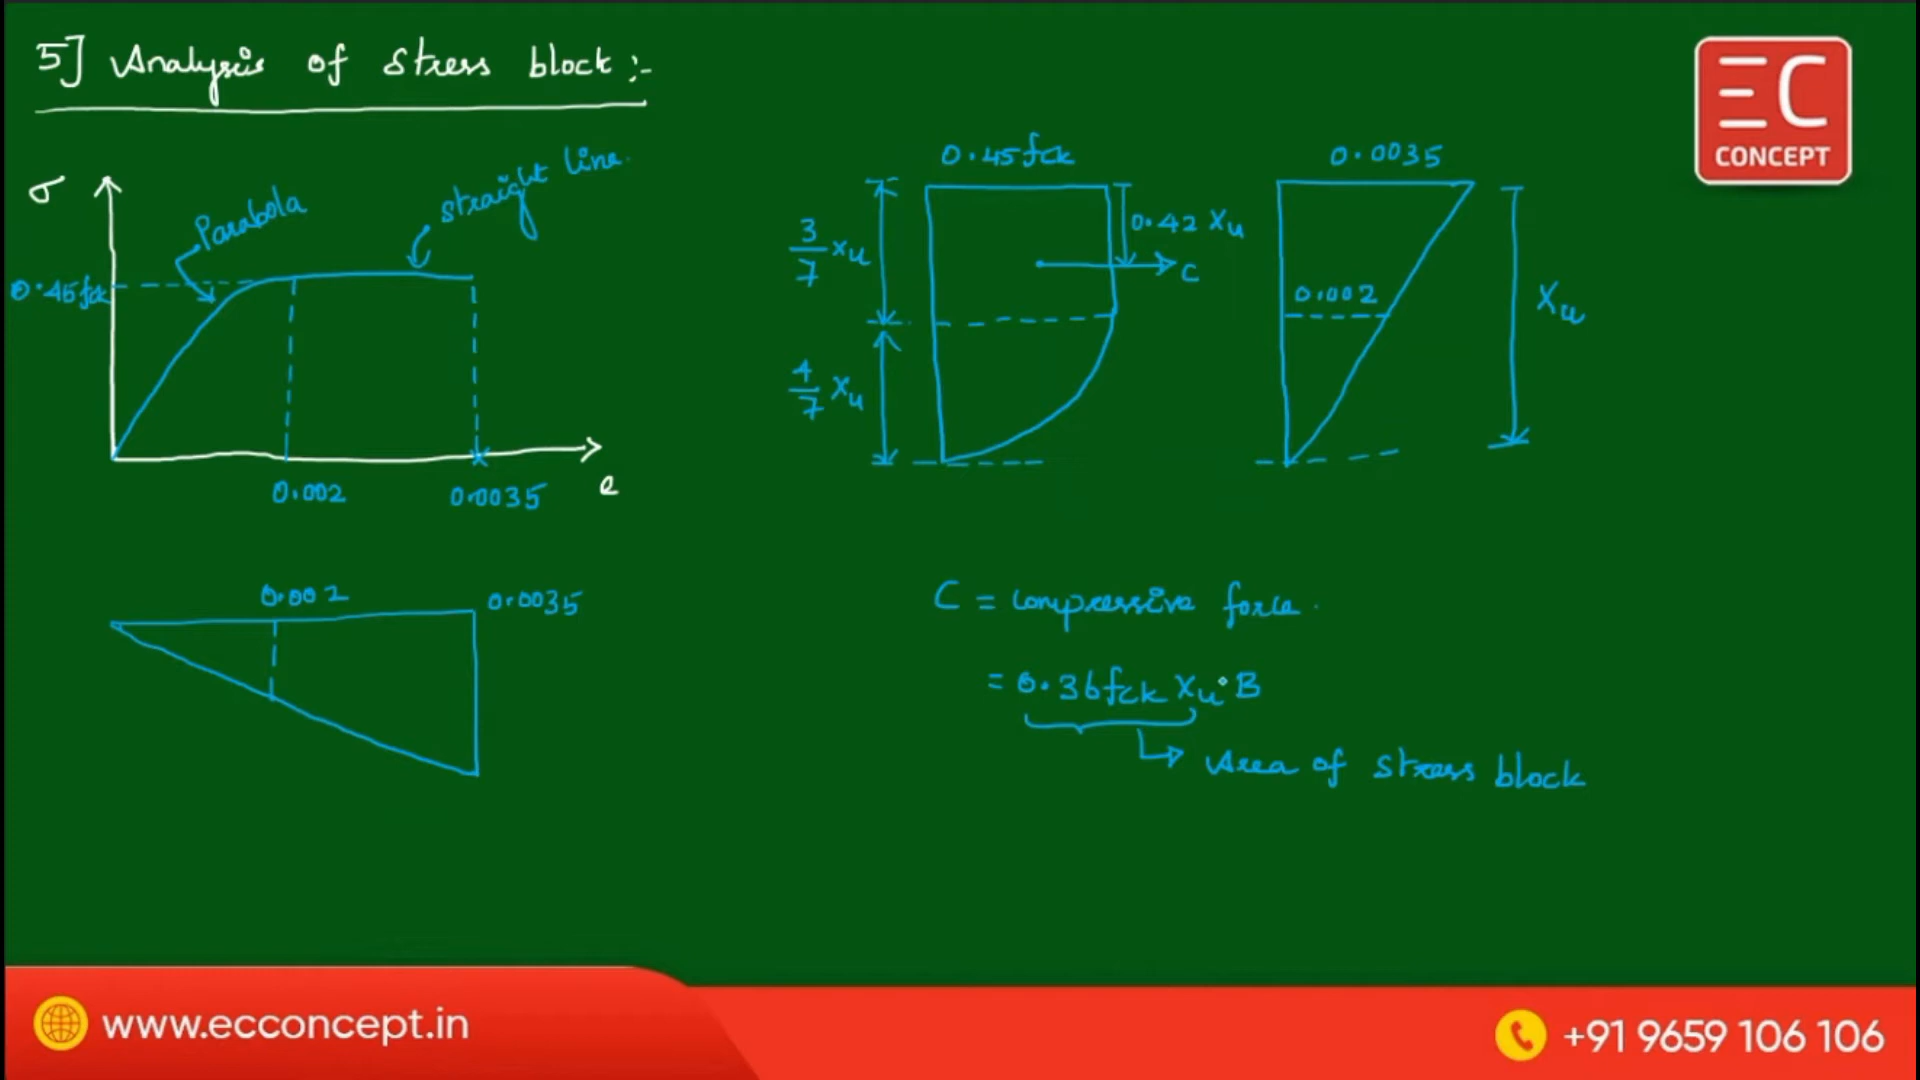 5] Analysis of stress block :-
EC
CONCEPT
σ
Parabola
straight line.
0.45fck
0.002
0.0035
e
0.45fck
3/7 xu
0.42 xu
C
4/7 xu
0.0035
0.002
xu
0.002
0.0035
C = compressive force.
= 0.36fck xu·B
Area of stress block
www.ecconcept.in
+91 9659 106 106